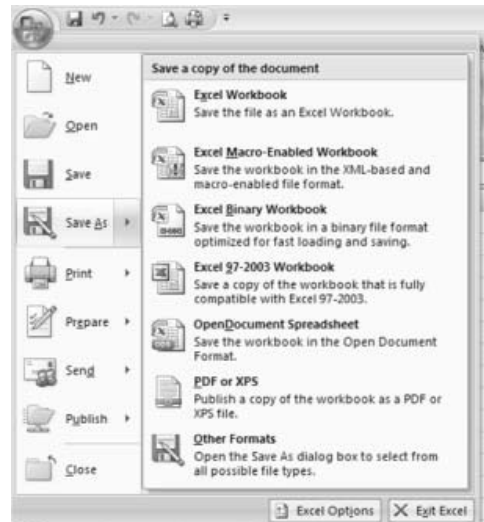 New
Open
Save
Save As
Print
Prepare
Send
Publish
Close
Save a copy of the document
Excel Workbook
Save the file as an Excel Workbook.
Excel Macro-Enabled Workbook
Save the workbook in the XML-based and
macro-enabled file format.
Excel Binary Workbook
Save the workbook in a binary file format
optimized for fast loading and saving.
Excel 97-2003 Workbook
Save a copy of the workbook that is fully
compatible with Excel 97-2003.
OpenDocument Spreadsheet
Save the workbook in the Open Document
Format.
PDF or XPS
Publish a copy of the workbook as a PDF or
XPS file.
Other Formats
Open the Save As dialog box to select from
all possible file types.
Excel Options
Exit Excel